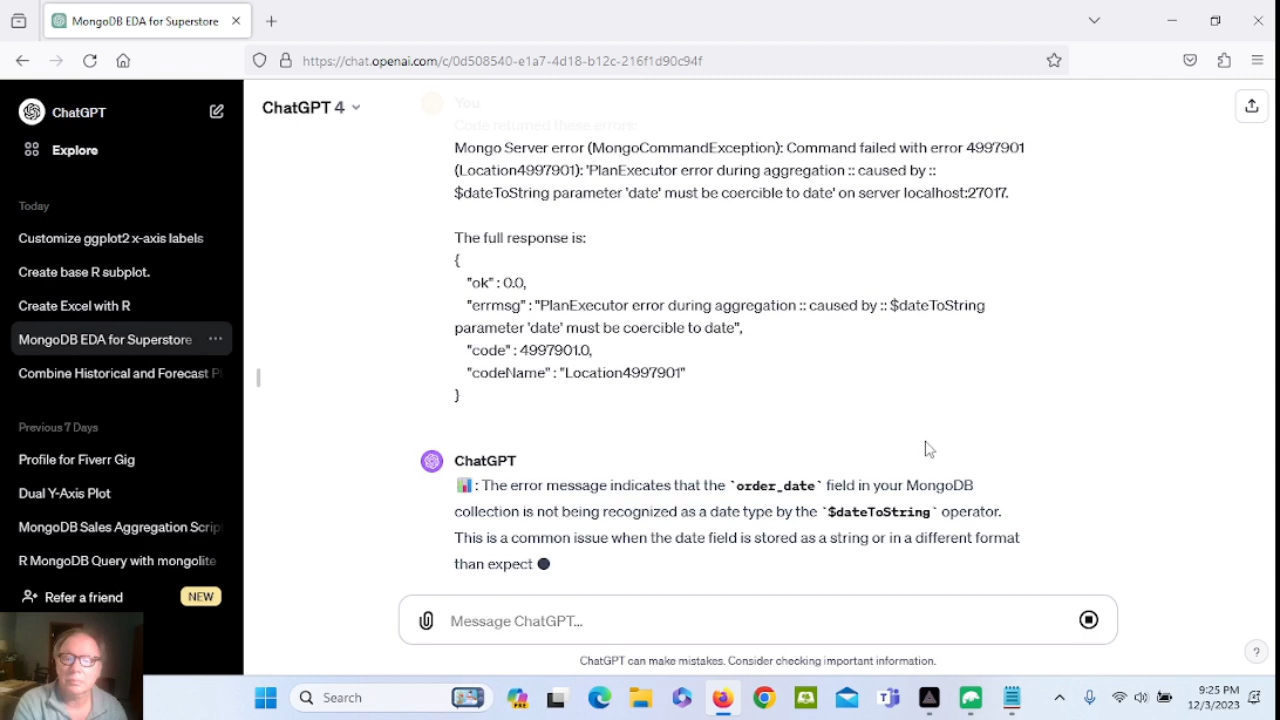 MongoDB EDA for Superstore
https://chat.openai.com/c/0d508540-e1a7-4d18-b12c-216f1d90c94f
ChatGPT
Explore
Today
Customize ggplot2 x-axis labels
Create base R subplot.
Create Excel with R
MongoDB EDA for Superstore
Combine Historical and Forecast P
Previous 7 Days
Profile for Fiverr Gig
Dual Y-Axis Plot
MongoDB Sales Aggregation Scrip
R MongoDB Query with mongolite
Refer a friend NEW
ChatGPT 4
You
Code returned these errors:
Mongo Server error (MongoCommandException): Command failed with error 4997901
(Location4997901): 'PlanExecutor error during aggregation :: caused by ::
$dateToString parameter 'date' must be coercible to date' on server localhost:27017.
The full response is:
{
"ok" : 0.0,
"errmsg" : "PlanExecutor error during aggregation :: caused by :: $dateToString
parameter 'date' must be coercible to date",
"code" : 4997901.0,
"codeName" : "Location4997901"
}
ChatGPT
: The error message indicates that the `order_date` field in your MongoDB
collection is not being recognized as a date type by the `$dateToString` operator.
This is a common issue when the date field is stored as a string or in a different format
than expect
Message ChatGPT...
ChatGPT can make mistakes. Consider checking important information.
?
Search
9:25 PM
12/3/2023